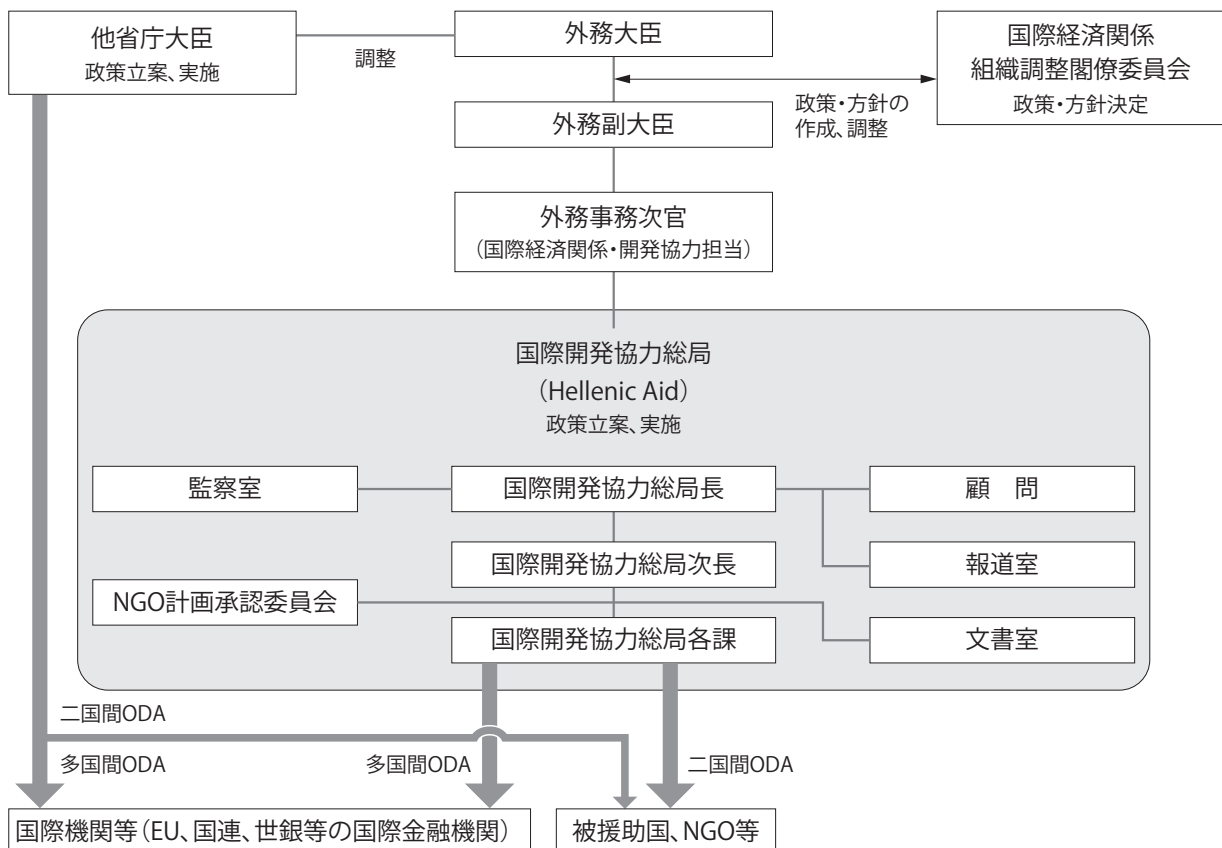 他省庁大臣
政策立案、実施
調整
外務大臣
国際経済関係
組織調整閣僚委員会
政策・方針決定
政策・方針の
作成、調整
外務副大臣
外務事務次官
（国際経済関係・開発協力担当）
国際開発協力総局
（Hellenic Aid）
政策立案、実施
監察室
国際開発協力総局長
顧　問
国際開発協力総局次長
報道室
NGO計画承認委員会
国際開発協力総局各課
文書室
二国間ODA
多国間ODA
多国間ODA
二国間ODA
国際機関等（EU、国連、世銀等の国際金融機関）
被援助国、NGO等